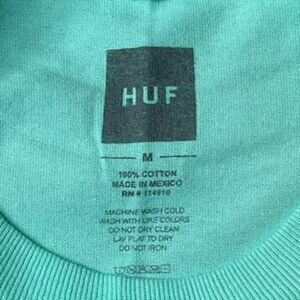 HUF
M
100% COTTON
MADE IN MEXICO
RN # 114910
MACHINE WASH COLD
WASH WITH LIKE COLORS
DO NOT DRY CLEAN
LAY FLAT TO DRY
DO NOT IRON